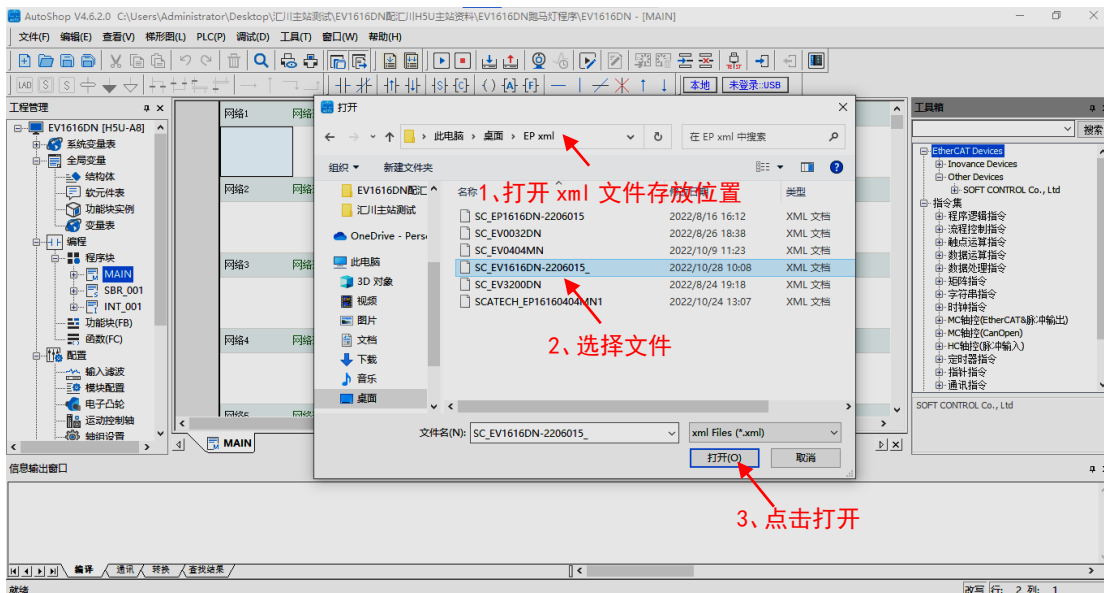 AutoShop V4.6.2.0 C:\Users\Administrator\Desktop\汇川主站测试\EV1616DN配汇川H5U主站资料\EV1616DN跑马灯程序\EV1616DN - [MAIN]
文件(F) 编辑(E) 查看(V) 梯形图(L) PLC(P) 调试(D) 工具(T) 窗口(W) 帮助(H)
本地 未登录::USB
工程管理
EV1616DN [H5U-A8]
系统变量表
全局变量
结构体
软元件表
功能块实例
变量表
编程
程序块
MAIN
SBR_001
INT_001
功能块(FB)
函数(FC)
配置
输入滤波
模块配置
电子凸轮
运动控制轴
轴组设置
网络1 网络
网络2 网络
网络3 网络
网络4 网络
MAIN
打开
此电脑 > 桌面 > EP xml
在 EP xml 中搜索
组织 新建文件夹
EV1616DN配汇
汇川主站测试
OneDrive - Pers
此电脑
3D 对象
视频
图片
文档
下载
音乐
桌面
名称 类型
1、打开 xml 文件存放位置
SC_EP1616DN-2206015 2022/8/16 16:12 XML 文档
SC_EV0032DN 2022/8/26 18:38 XML 文档
SC_EV0404MN 2022/10/9 11:23 XML 文档
SC_EV1616DN-2206015_ 2022/10/28 10:08 XML 文档
SC_EV3200DN 2022/8/24 19:18 XML 文档
SCATECH_EP16160404MN1 2022/10/24 13:07 XML 文档
2、选择文件
文件名(N): SC_EV1616DN-2206015_ xml Files (*.xml)
打开(O) 取消
3、点击打开
工具箱
搜索
EtherCAT Devices
Inovance Devices
Other Devices
SOFT CONTROL Co., Ltd
指令集
程序逻辑指令
流程控制指令
触点运算指令
数据运算指令
数据处理指令
矩阵指令
字符串指令
时钟指令
MC轴控(EtherCAT&脉冲输出)
MC轴控(CanOpen)
HC轴控(脉冲输入)
定时器指令
指针指令
通讯指令
SOFT CONTROL Co., Ltd
信息输出窗口
编译 通讯 转换 查找结果
就绪
改写 行: 2 列: 1